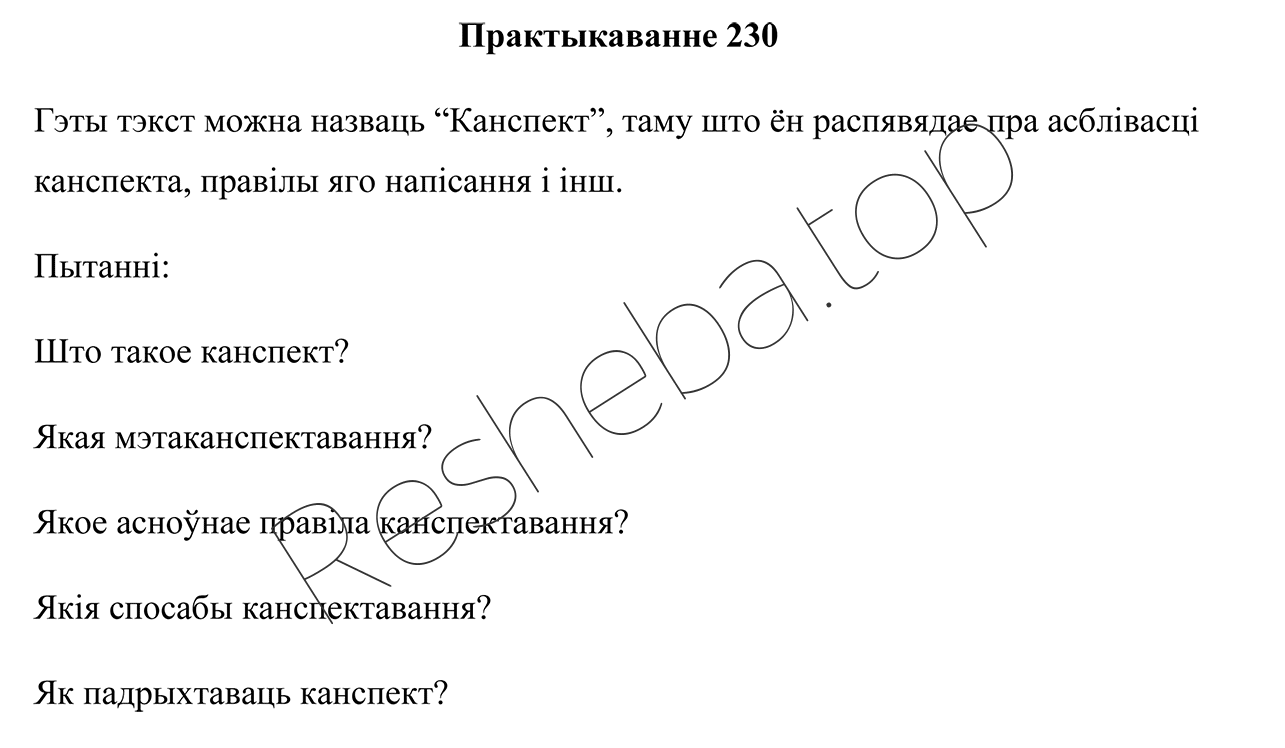 Практыкаванне 230
Гэты тэкст можна назваць “Канспект”, таму што ён распявядае пра асблівасці
канспекта, правілы яго напісання і інш.
Пытанні:
Што такое канспект?
Якая мэтаканспектавання?
Якое асноўнае правіла канспектавання?
Якія спосабы канспектавання?
Як падрыхтаваць канспект?
Resheba.top